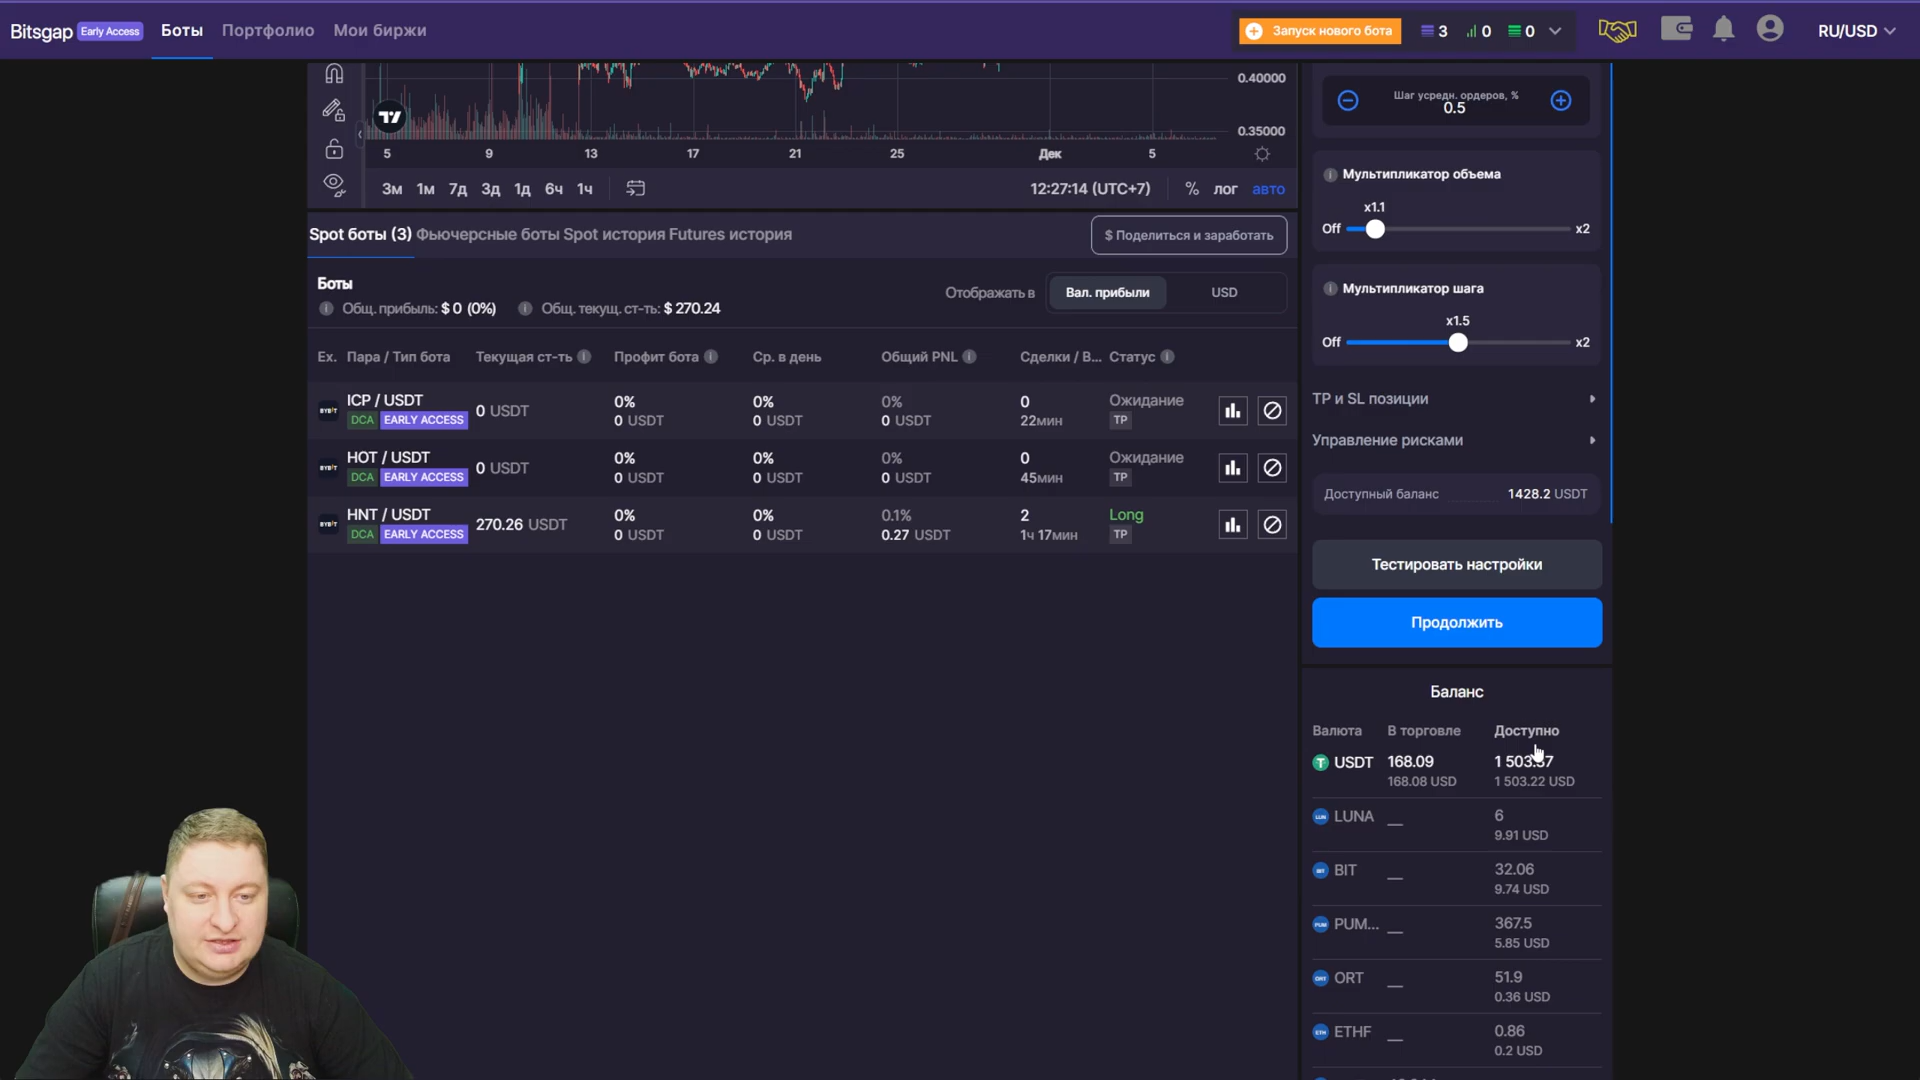 Bitsgap Early Access Боты Портфолио Мои биржи Запуск нового бота 3 0 0 RU/USD
0.40000
0.35000
5 9 13 17 21 25 Дек 5
3м 1м 7д 3д 1д 6ч 1ч 12:27:14 (UTC+7) % лог авто
Spot боты (3) Фьючерсные боты Spot история Futures история $ Поделиться и заработать
Боты
Общ. прибыль: $ 0 (0%) Общ. текущ. ст-ть: $ 270.24
Отображать в Вал. прибыли USD
Ex. Пара / Тип бота Текущая ст-ть Профит бота Ср. в день Общий PNL Сделки / В... Статус
BYBIT ICP / USDT 0 USDT 0% 0% 0% 0 Ожидание
DCA EARLY ACCESS 0 USDT 0 USDT 0 USDT 22мин TP
BYBIT HOT / USDT 0 USDT 0% 0% 0% 0 Ожидание
DCA EARLY ACCESS 0 USDT 0 USDT 0 USDT 45мин TP
BYBIT HNT / USDT 270.26 USDT 0% 0% 0.1% 2 Long
DCA EARLY ACCESS 0 USDT 0 USDT 0.27 USDT 1ч 17мин TP
Шаг усредн. ордеров, %
0.5
Мультипликатор объема
x1.1
Off x2
Мультипликатор шага
x1.5
Off x2
TP и SL позиции
Управление рисками
Доступный баланс 1428.2 USDT
Тестировать настройки
Продолжить
Баланс
Валюта В торговле Доступно
USDT 168.09
168.08 USD 1 503.22 USD
LUNA __ 6
9.91 USD
BIT __ 32.06
9.74 USD
PUM... __ 367.5
5.85 USD
ORT __ 51.9
0.36 USD
ETHF __ 0.86
0.2 USD